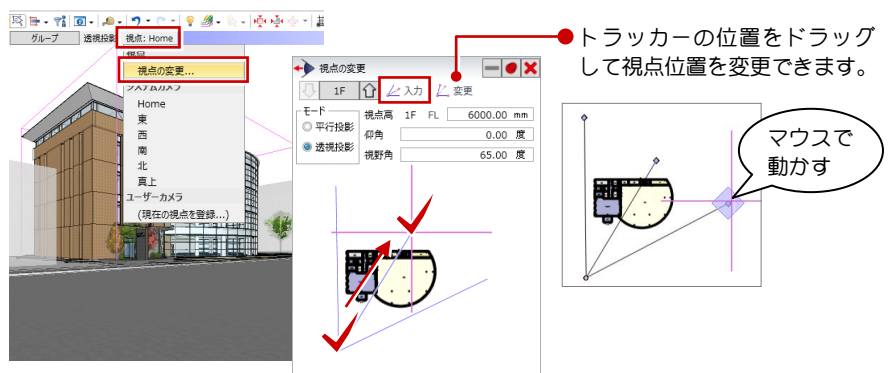 グループ
透視投影
視点: Home
視点の変更...
システムカメラ
Home
東
西
南
北
真上
ユーザーカメラ
(現在の視点を登録...)
視点の変更
1F
入力
変更
モード
平行投影
透視投影
視点高 1F FL 6000.00 mm
仰角 0.00 度
視野角 65.00 度
トラッカーの位置をドラッグ
して視点位置を変更できます。
マウスで
動かす